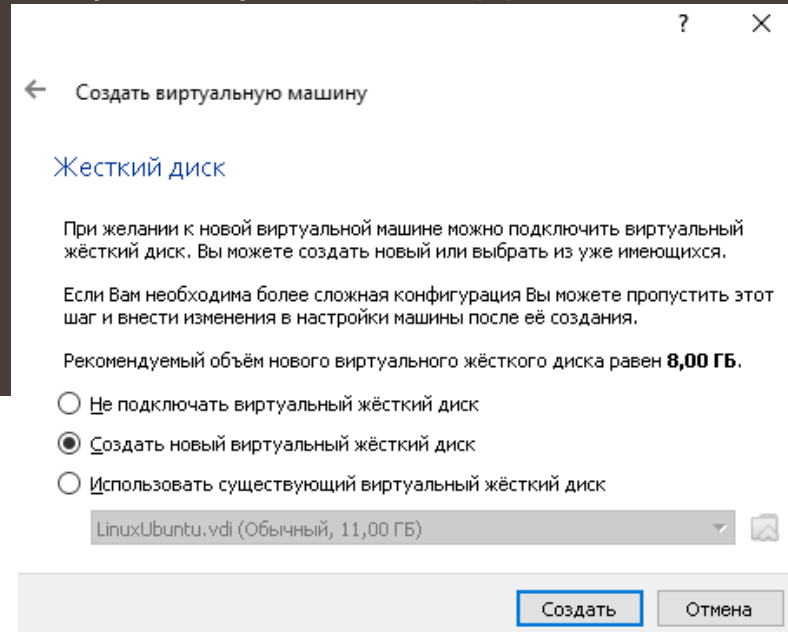 ?
Создать виртуальную машину
Жесткий диск
При желании к новой виртуальной машине можно подключить виртуальный
жёсткий диск. Вы можете создать новый или выбрать из уже имеющихся.
Если Вам необходима более сложная конфигурация Вы можете пропустить этот
шаг и внести изменения в настройки машины после её создания.
Рекомендуемый объём нового виртуального жёсткого диска равен 8,00 ГБ.
Не подключать виртуальный жёсткий диск
Создать новый виртуальный жёсткий диск
Использовать существующий виртуальный жёсткий диск
LinuxUbuntu.vdi (Обычный, 11,00 ГБ)
Создать Отмена